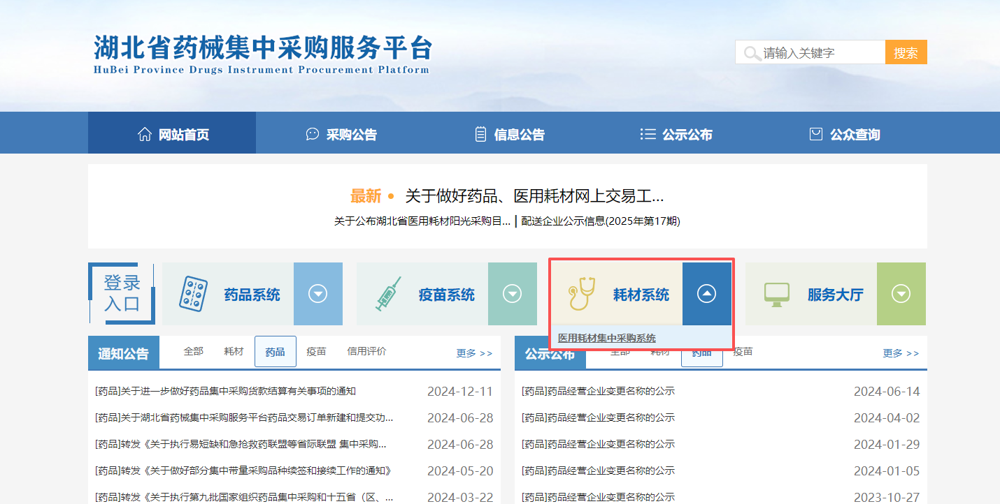 湖北省药械集中采购服务平台
HuBei Province Drugs Instrument Procurement Platform
请输入关键字
搜索
网站首页
采购公告
信息公告
公示公布
公众查询
最新 • 关于做好药品、医用耗材网上交易工...
关于公布湖北省医用耗材阳光采购目... | 配送企业公示信息(2025年第17期)
登录
入口
药品系统
疫苗系统
耗材系统
服务大厅
医用耗材集中采购系统
通知公告
全部
耗材
药品
疫苗
信用评价
更多 >>
[药品]关于进一步做好药品集中采购货款结算有关事项的通知 2024-12-11
[药品]关于湖北省药械集中采购服务平台药品交易订单新建和提交功... 2024-06-28
[药品]转发《关于执行易短缺和急抢救药联盟等省际联盟 集中采购... 2024-06-28
[药品]转发《关于做好部分集中带量采购品种续签和接续工作的通知》 2024-05-20
[药品]转发《关于执行第九批国家组织药品集中采购和十五省（区、... 2024-03-22
公示公布
全部
耗材
药品
疫苗
更多 >>
[药品]药品经营企业变更名称的公示 2024-06-14
[药品]药品经营企业变更名称的公示 2024-04-02
[药品]药品经营企业变更名称的公示 2024-01-29
[药品]药品经营企业变更名称的公示 2024-01-05
[药品]药品经营企业变更名称的公示 2023-10-27